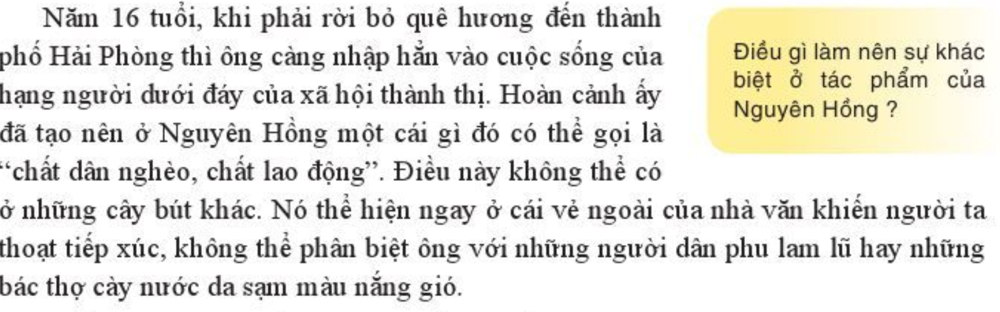 Năm 16 tuổi, khi phải rời bỏ quê hương đến thành
phố Hải Phòng thì ông càng nhập hẳn vào cuộc sống của
hạng người dưới đáy của xã hội thành thị. Hoàn cảnh ấy
đã tạo nên ở Nguyên Hồng một cái gì đó có thể gọi là
“chất dân nghèo, chất lao động”. Điều này không thể có
ở những cây bút khác. Nó thể hiện ngay ở cái vẻ ngoài của nhà văn khiến người ta
thoạt tiếp xúc, không thể phân biệt ông với những người dân phu lam lũ hay những
bác thợ cày nước da sạm màu nắng gió.
Điều gì làm nên sự khác
biệt ở tác phẩm của
Nguyên Hồng ?